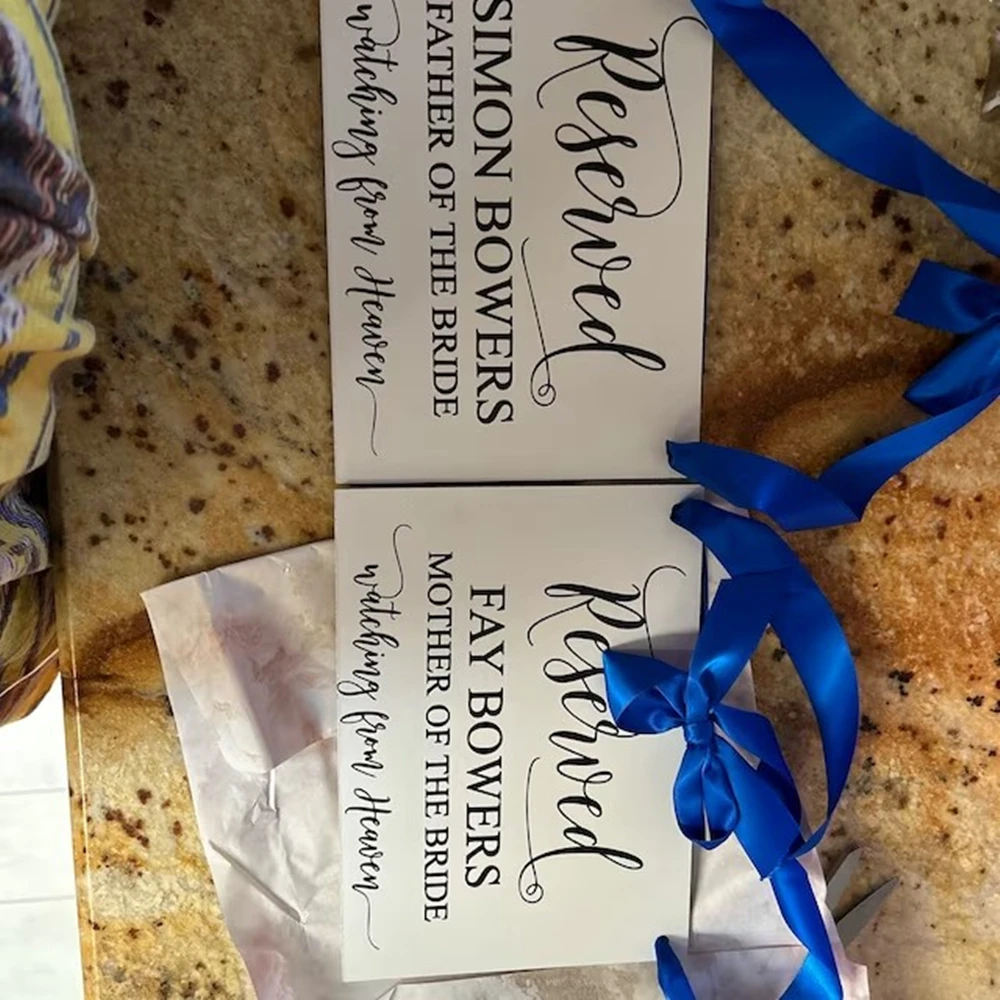 Reserved
SIMON BOWERS
FATHER OF THE BRIDE
watching from Heaven
Reserved
FAY BOWERS
MOTHER OF THE BRIDE
watching from Heaven